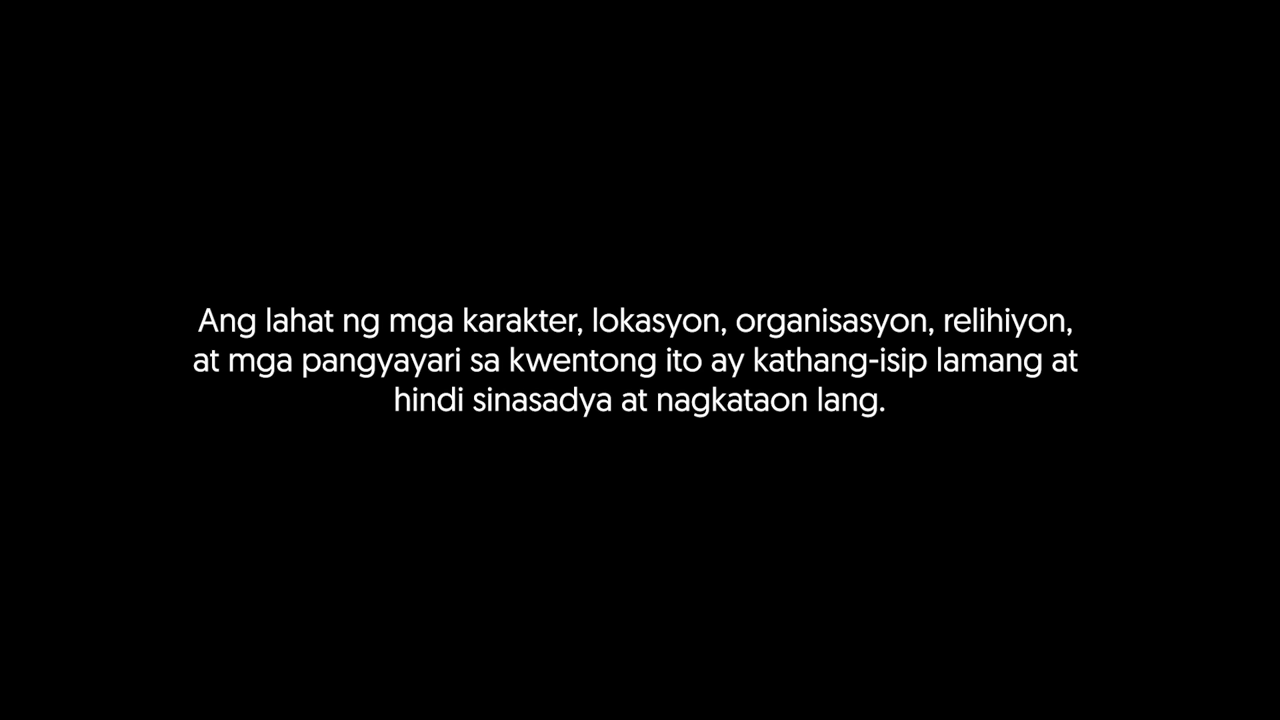 Ang lahat ng mga karakter, lokasyon, organisasyon, relihiyon,
at mga pangyayari sa kwentong ito ay kathang-isip lamang at
hindi sinasadya at nagkataon lang.